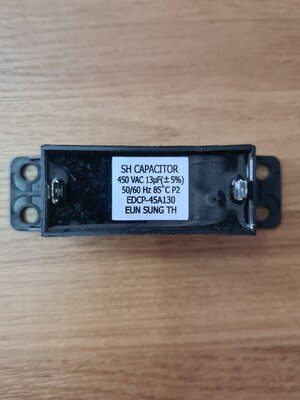 SH CAPACITOR
450 VAC 13µF(±5%)
50/60 Hz 85°C P2
EDCP-45A130
EUN SUNG TH